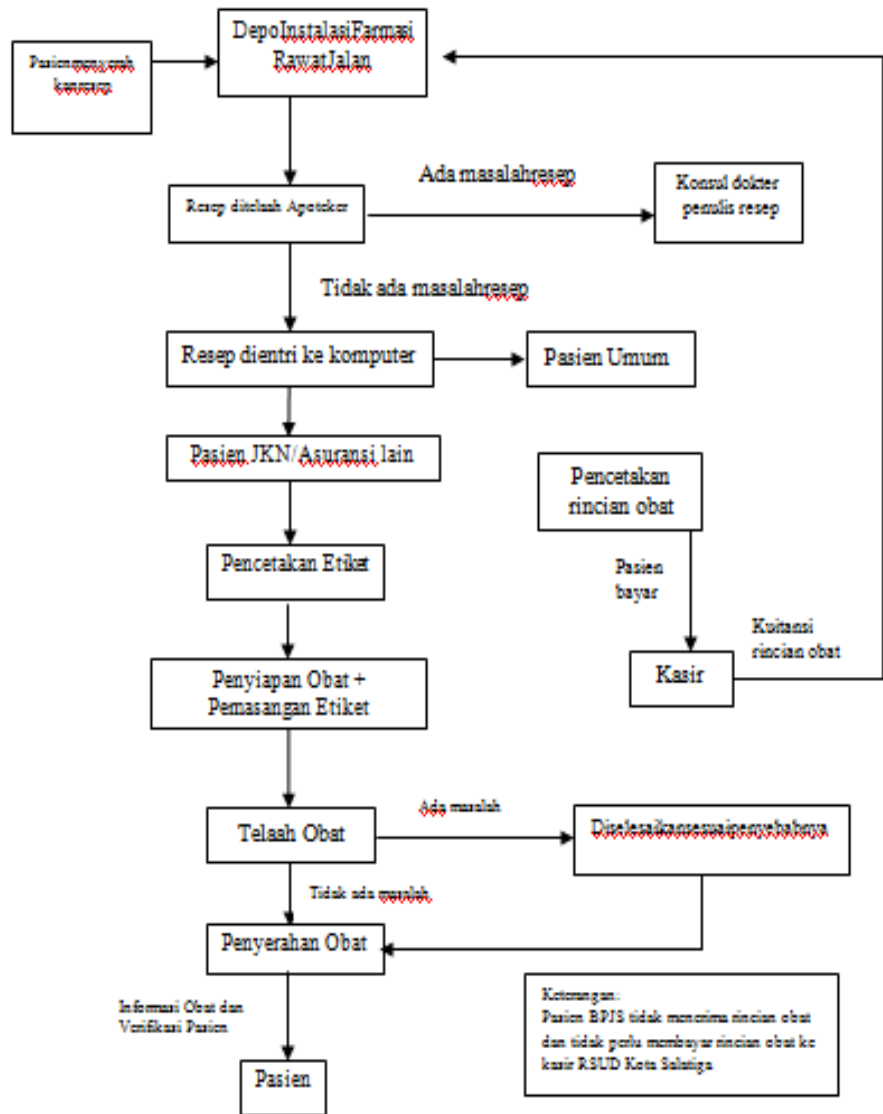 DepoInstalasiFarmasi
RawatJalan
Pasienmenyerah
kanresep
Ada masalahresep
Resep ditelaah Apoteker
Konsul dokter
penulis resep
Tidak ada masalahresep
Resep dientri ke komputer
Pasien Umum
Pasien JKN/Asuransi lain
Pencetakan
rincian obat
Pencetakan Etiket
Pasien
bayar
Kuitansi
rincian obat
Penyiapan Obat +
Pemasangan Etiket
Kasir
Ada masalah
Telaah Obat
Diselesaikansesuaipenyebabnya
Tidak ada masalah
Penyerahan Obat
Informasi Obat dan
Verifikasi Pasien
Keterangan:
Pasien BPJS tidak menerima rincian obat
dan tidak perlu membayar rincian obat ke
kasir RSUD Kota Salatiga
Pasien